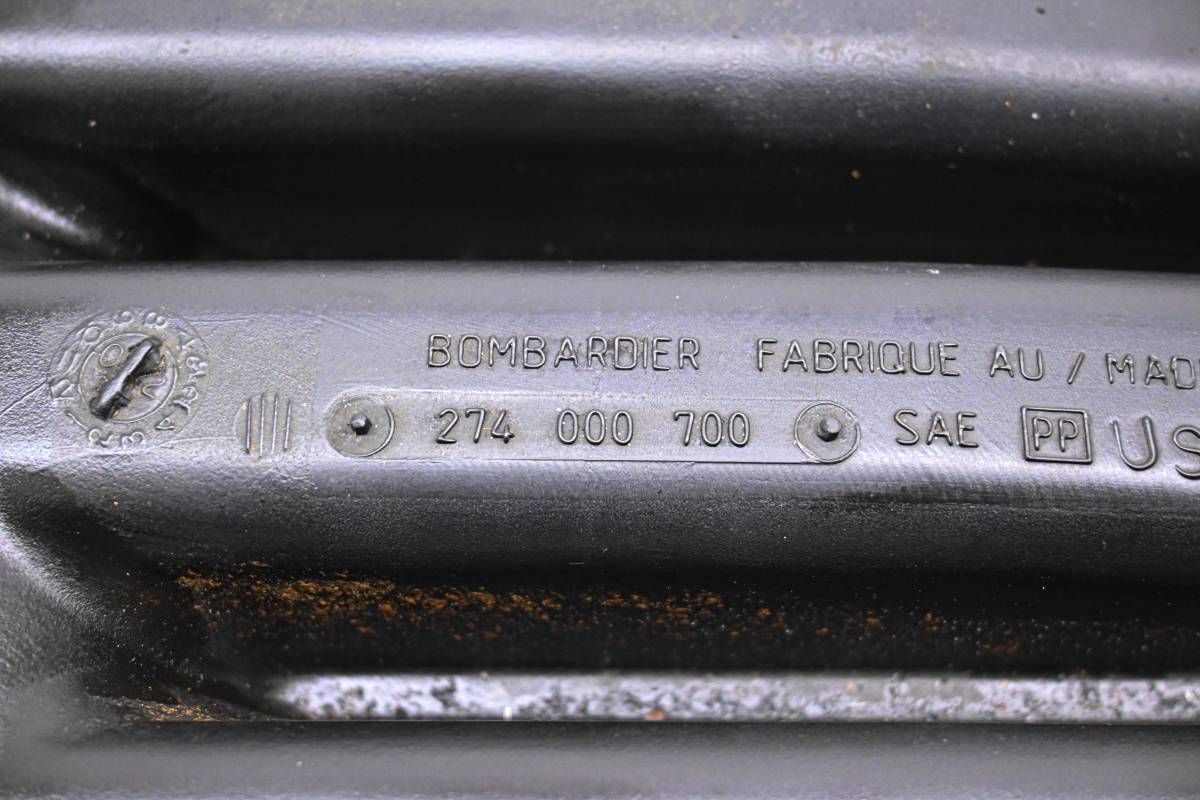 BOMBARDIER FABRIQUE AU / MAD
274 000 700 SAE PP US